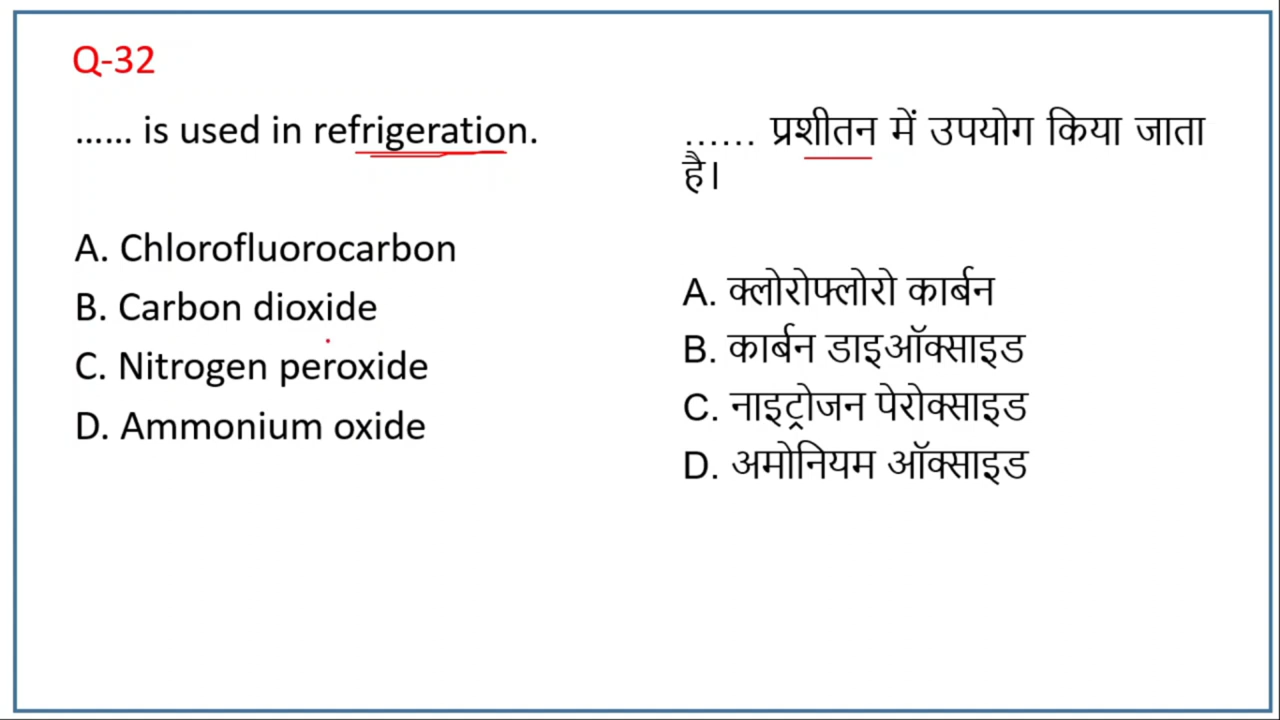 Q-32
...... is used in refrigeration.
A. Chlorofluorocarbon
B. Carbon dioxide
C. Nitrogen peroxide
D. Ammonium oxide
...... प्रशीतन में उपयोग किया जाता
है।
A. क्लोरोफ्लोरो कार्बन
B. कार्बन डाइऑक्साइड
C. नाइट्रोजन पेरोक्साइड
D. अमोनियम ऑक्साइड